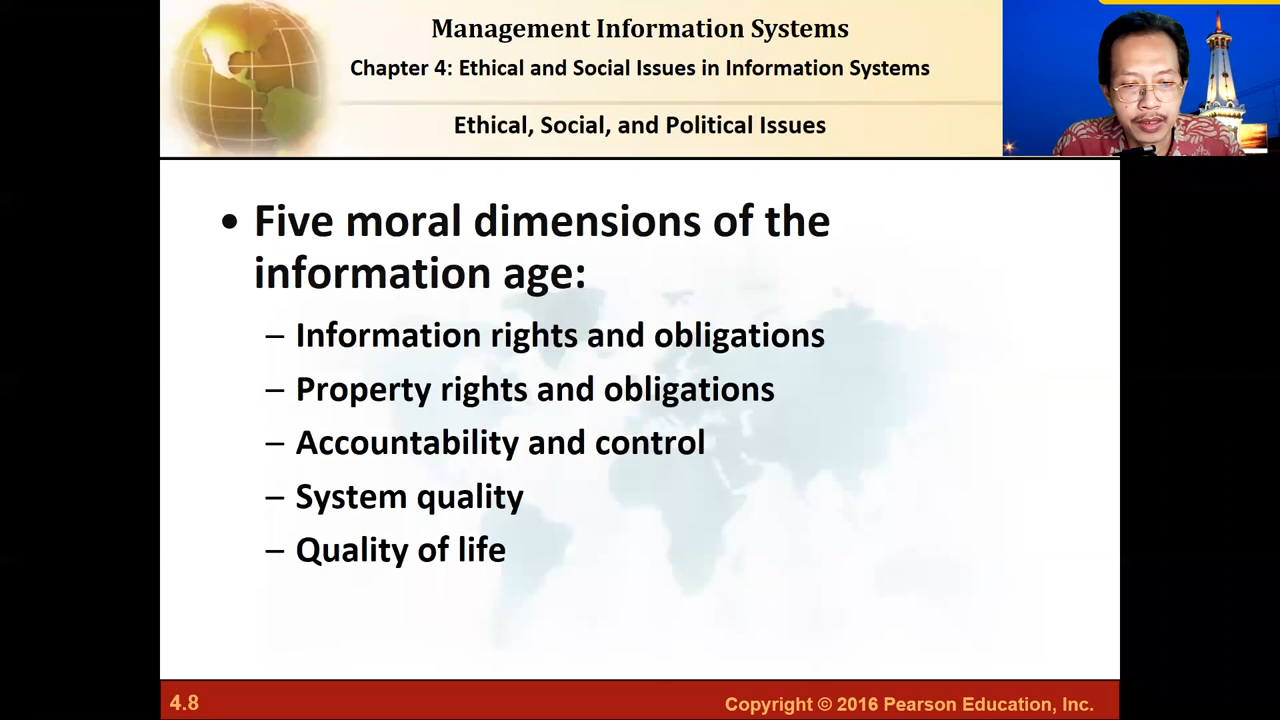 Management Information Systems
Chapter 4: Ethical and Social Issues in Information Systems
Ethical, Social, and Political Issues
• Five moral dimensions of the
information age:
– Information rights and obligations
– Property rights and obligations
– Accountability and control
– System quality
– Quality of life
4.8
Copyright © 2016 Pearson Education, Inc.